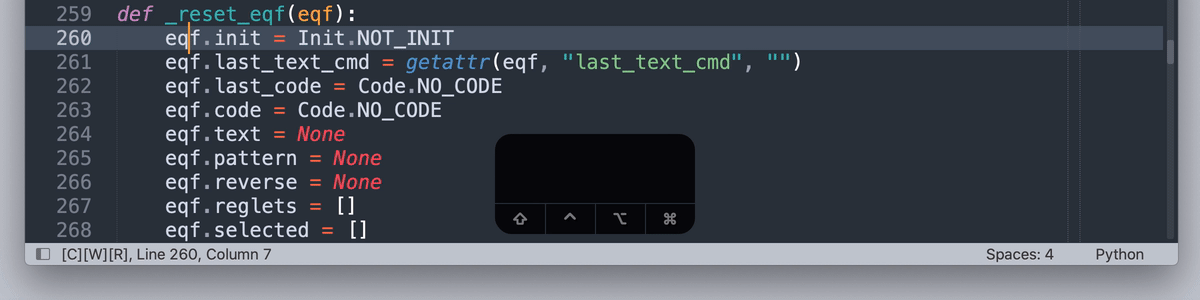 259 def _reset_eqf(eqf):
260 eqf.init = Init.NOT_INIT
261 eqf.last_text_cmd = getattr(eqf, "last_text_cmd", "")
262 eqf.last_code = Code.NO_CODE
263 eqf.code = Code.NO_CODE
264 eqf.text = None
265 eqf.pattern = None
266 eqf.reverse = None
267 eqf.reglets = []
268 eqf.selected = []
⇧ ⌃ ⌥ ⌘
[C][W][R], Line 260, Column 7 Spaces: 4 Python